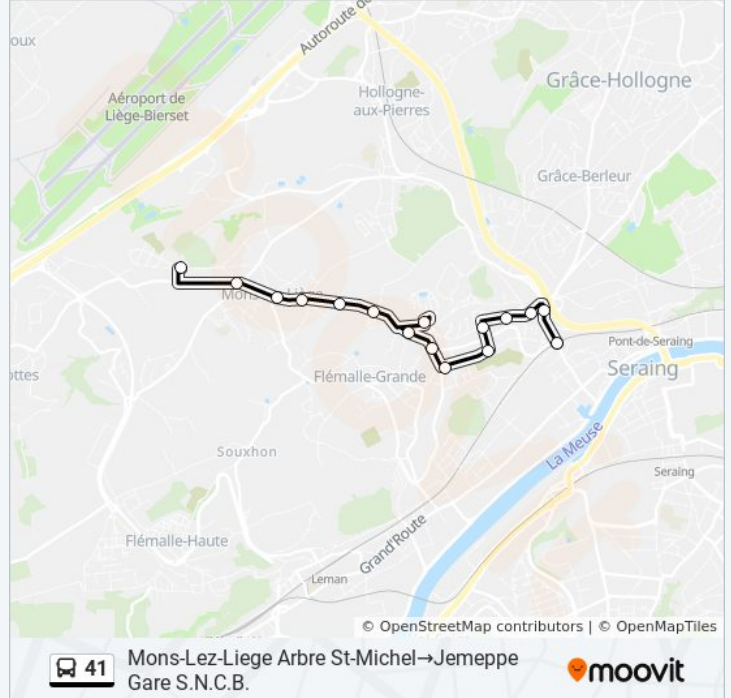 oux
Autoroute de
Grâce-Hollogne
Aéroport de
Liège-Bierset
Hollogne-
aux-Pierres
Grâce-Berleur
Pont-de-Seraing
Seraing
ttes
Flémalle-Grande
La Meuse
Souxhon
Seraing
Grand'Route
Flémalle-Haute
Leman
© OpenStreetMap contributors | © OpenMapTiles
41
Mons-Lez-Liege Arbre St-Michel→Jemeppe
Gare S.N.C.B.
moovit